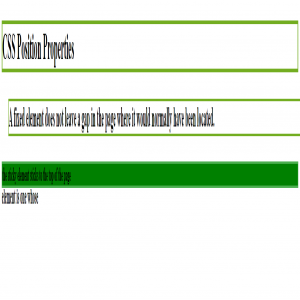 CSS Position Properties
A fixed element does not leave a gap in the page where it would normally have been located.
the sticky element sticks to the top of the page
element is one whose